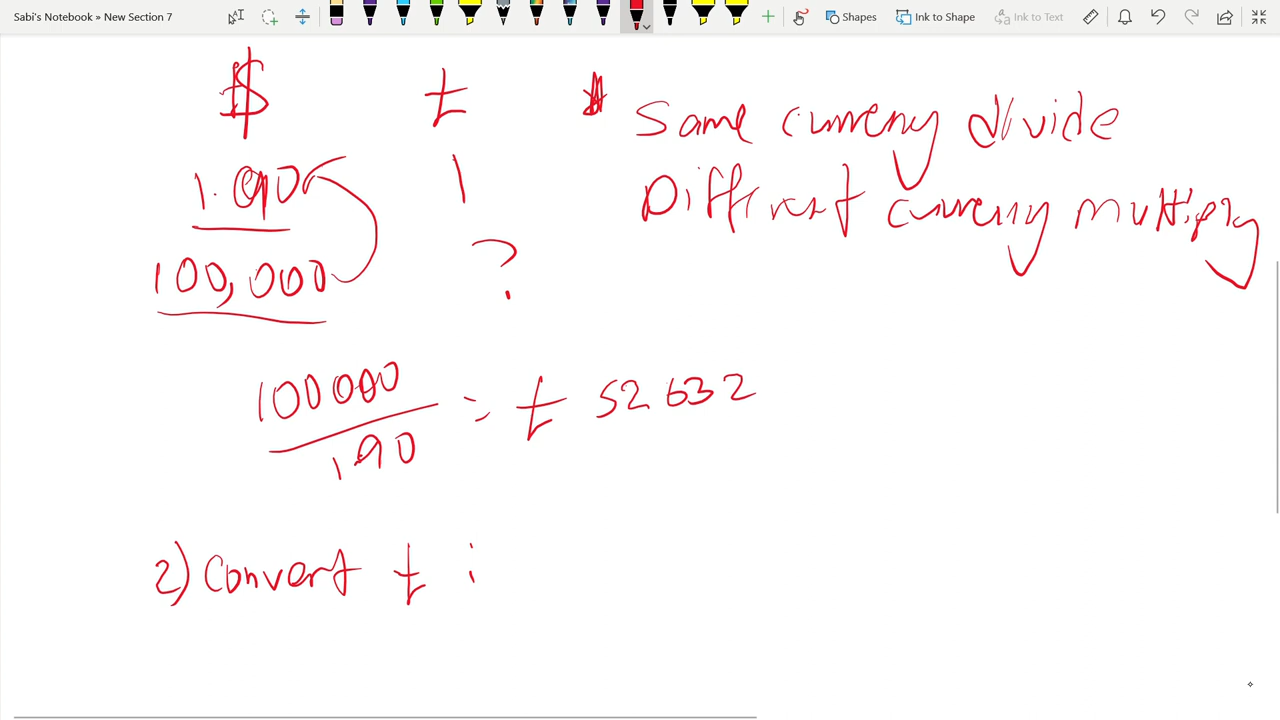 Sabi's Notebook » New Section 7
Shapes
Ink to Shape
Ink to Text
$ £
1.90 1
100,000 ?
Same currency divide
Different currency multiply
100000
1.90
= £ 52632
2) Convert £ i